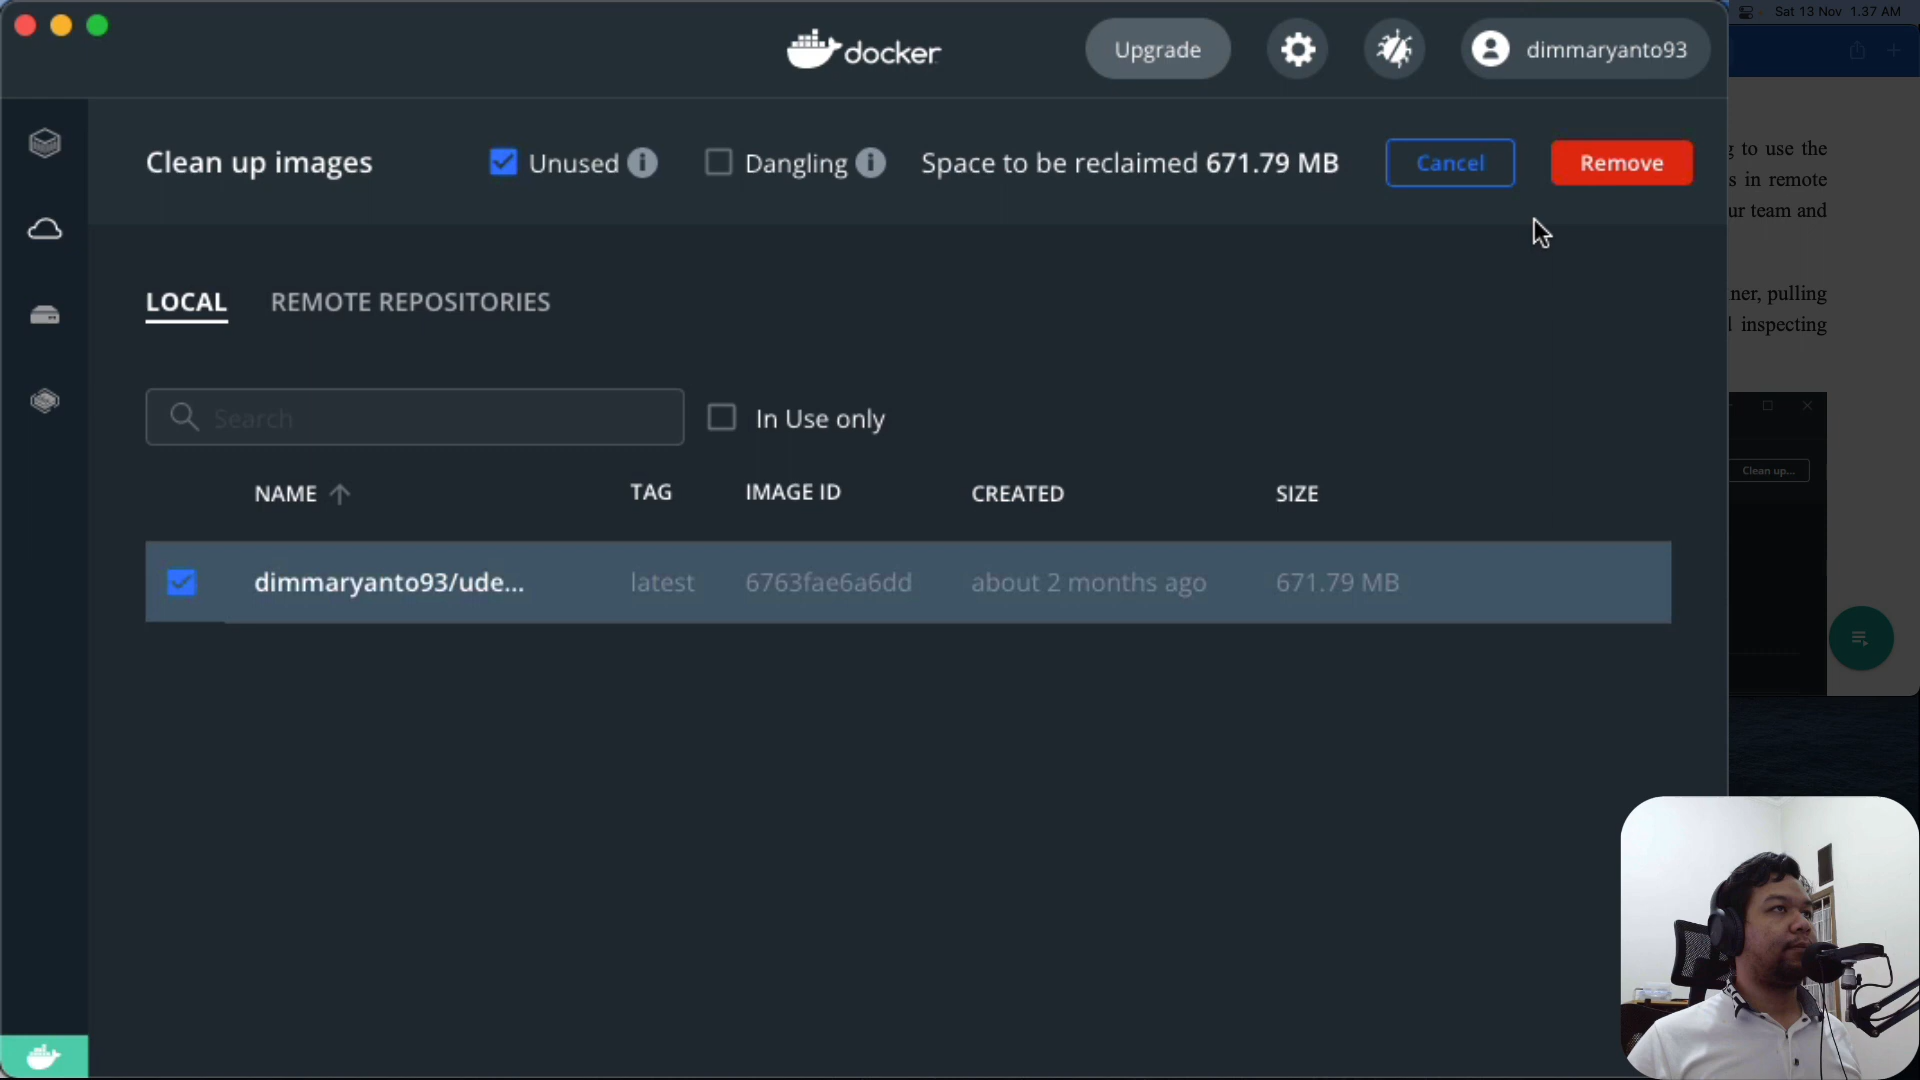 Sat 13 Nov 1.37 AM
docker
Upgrade
dimmaryanto93
Clean up images
Unused
Dangling
Space to be reclaimed 671.79 MB
Cancel
Remove
LOCAL
REMOTE REPOSITORIES
Search
In Use only
NAME
TAG
IMAGE ID
CREATED
SIZE
dimmaryanto93/ude...
latest
6763fae6a6dd
about 2 months ago
671.79 MB
to use the
s in remote
ur team and
ner, pulling
inspecting
Clean up...